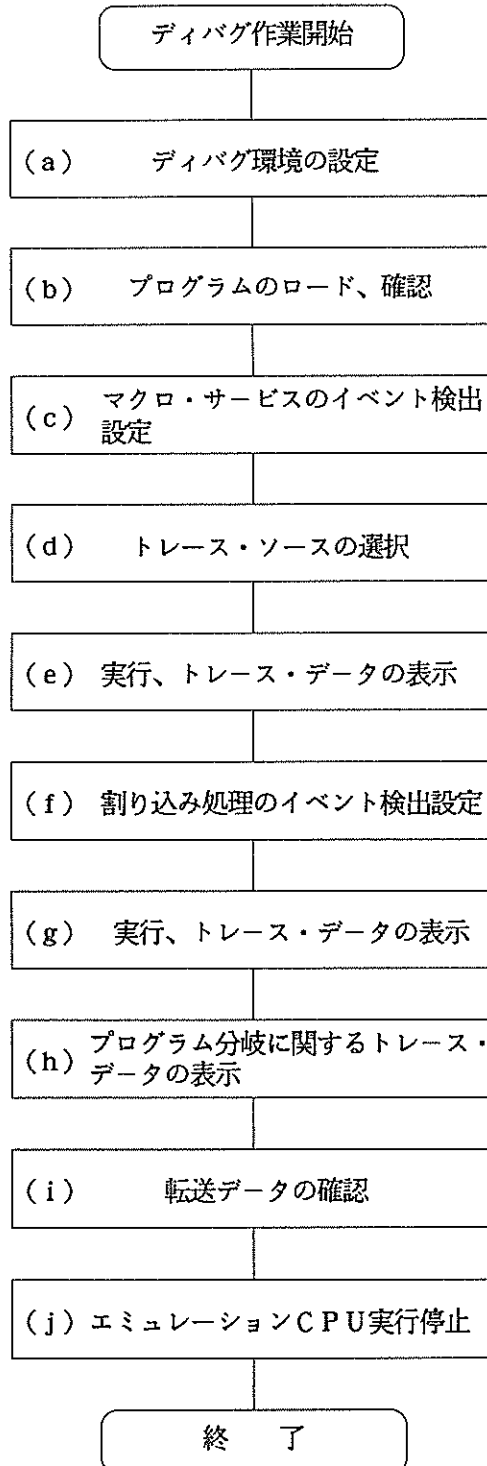 ディバグ作業開始
(a) ディバグ環境の設定
(b) プログラムのロード、確認
(c) マクロ・サービスのイベント検出
設定
(d) トレース・ソースの選択
(e) 実行、トレース・データの表示
(f) 割り込み処理のイベント検出設定
(g) 実行、トレース・データの表示
(h) プログラム分岐に関するトレース・
データの表示
(i) 転送データの確認
(j) エミュレーションCPU実行停止
終 了